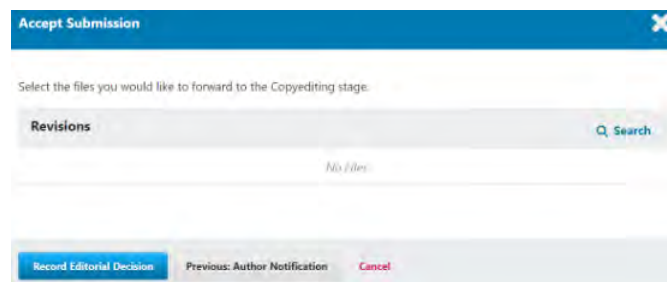 Accept Submission
Select the files you would like to forward to the Copyediting stage.
Revisions
Search
No Files
Record Editorial Decision Previous: Author Notification Cancel